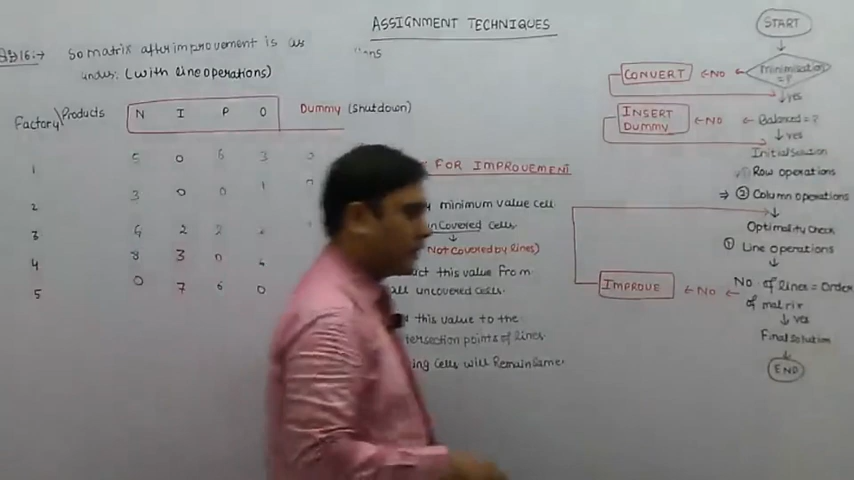 ASSIGNMENT TECHNIQUES
So matrix after improvement is as
under: (with line operations)
Factory\Products N I P O Dummy (Shutdown)
1 5 0 6 3
2 3 0 0 1
3 2
4 8 3 0
5 0 7 6 0
FOR IMPROVEMENT
minimum value cell
cells
(Not covered by lines)
this value from
all uncovered cells.
this value to the
points of lines.
cells will Remain same.
START
Minimisation =?
CONVERT ← NO ←
↓ yes
INSERT DUMMY ← NO ← Balanced = ?
↓ yes
Initial solution
① Row operations
⇒ ② Column operations
Optimality Check
① Line operations
IMPROVE ← NO ← No. of lines = Order
of matrix
↓ yes
Final solution
END